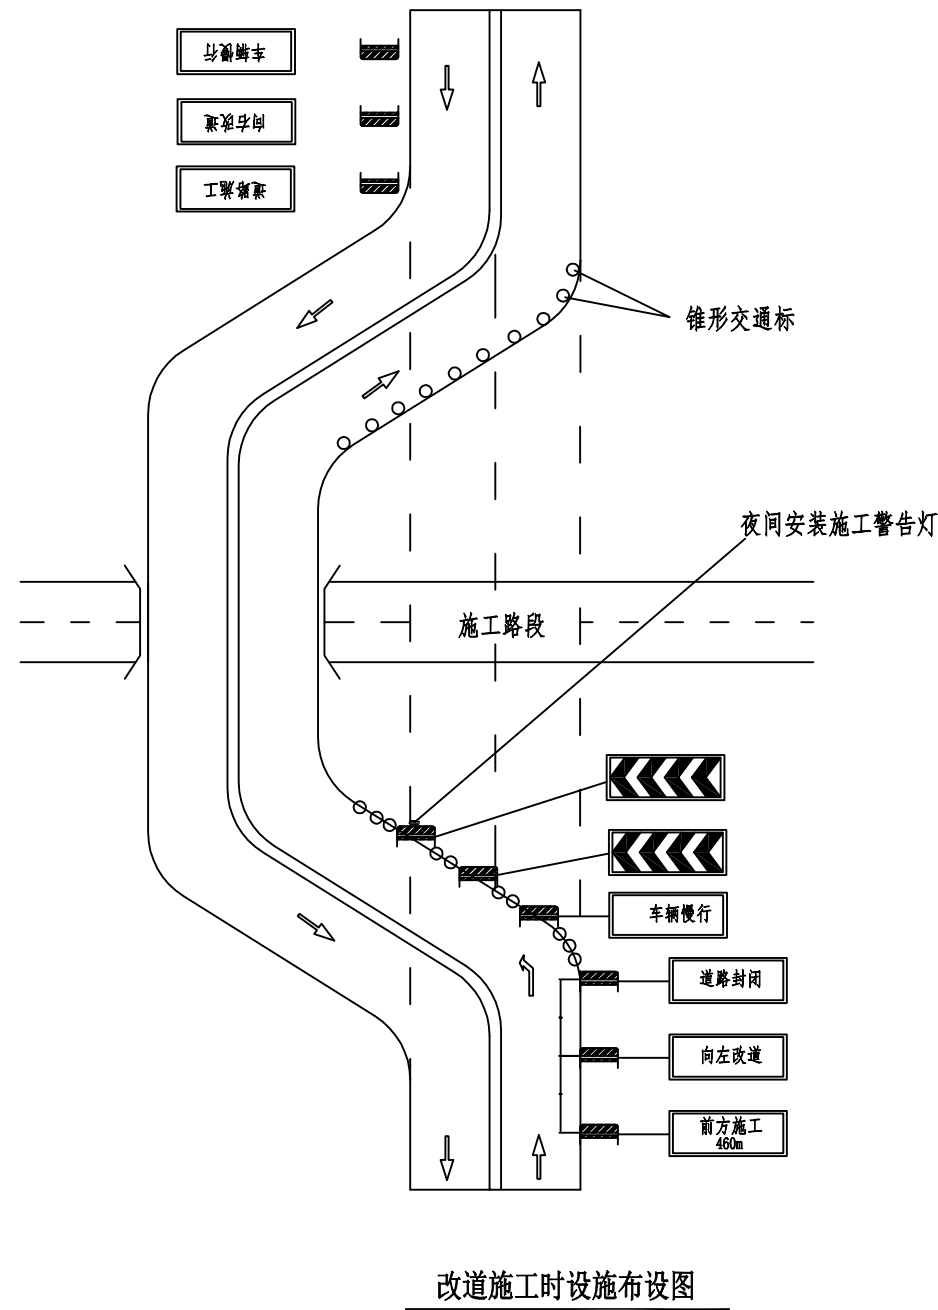 车辆慢行
向右改道
道路施工
锥形交通标
夜间安装施工警告灯
施工路段
车辆慢行
道路封闭
向左改道
前方施工
460m
改道施工时设施布设图